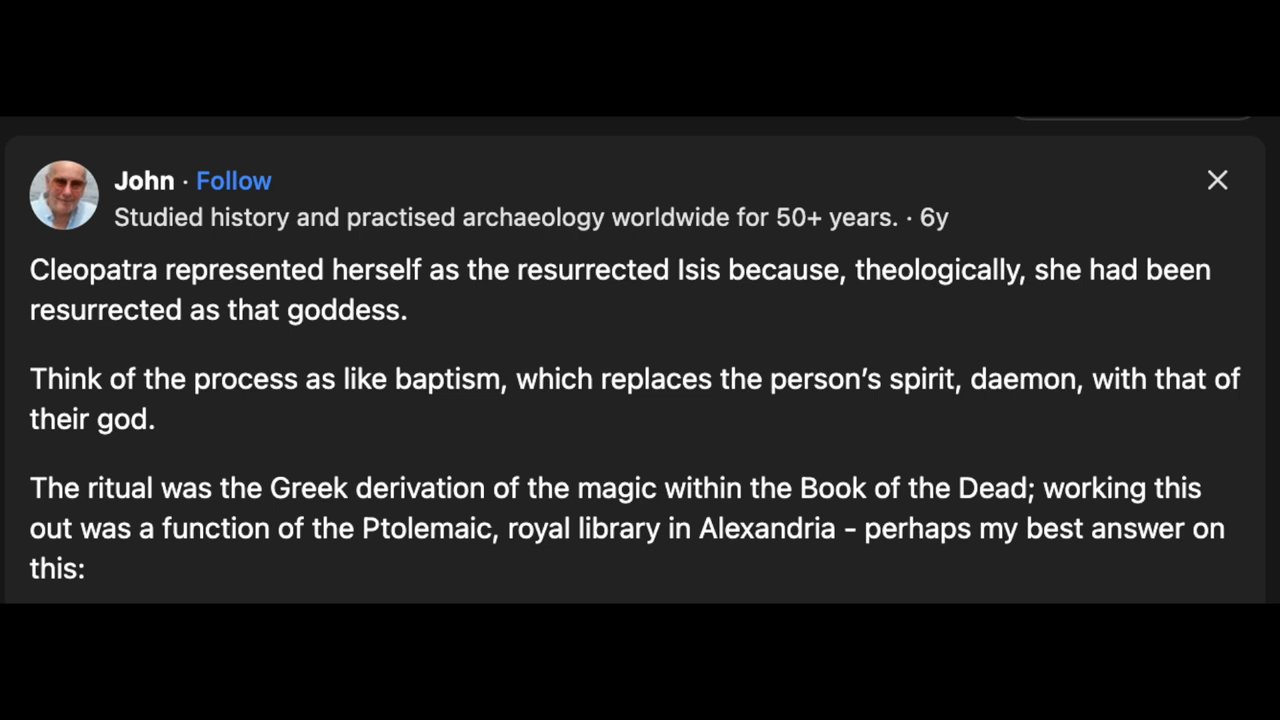 John · Follow
Studied history and practised archaeology worldwide for 50+ years. · 6y
Cleopatra represented herself as the resurrected Isis because, theologically, she had been
resurrected as that goddess.
Think of the process as like baptism, which replaces the person’s spirit, daemon, with that of
their god.
The ritual was the Greek derivation of the magic within the Book of the Dead; working this
out was a function of the Ptolemaic, royal library in Alexandria - perhaps my best answer on
this: